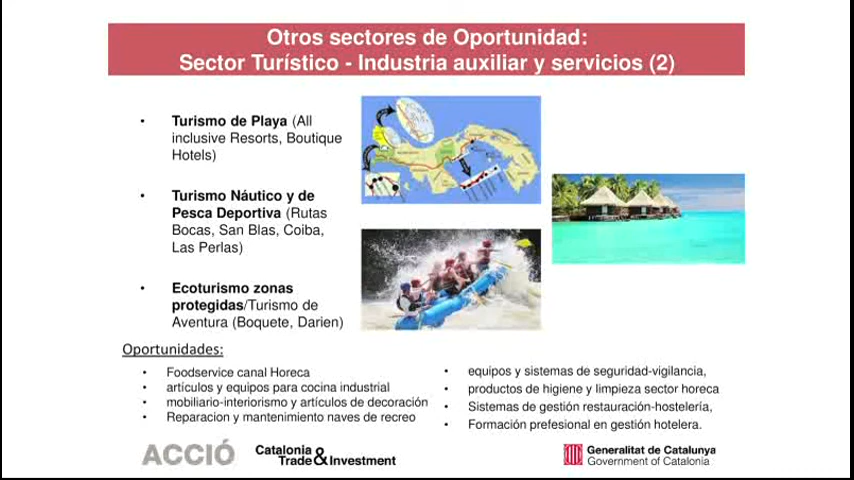 Otros sectores de Oportunidad:
Sector Turístico - Industria auxiliar y servicios (2)
• Turismo de Playa (All
inclusive Resorts, Boutique
Hotels)
• Turismo Náutico y de
Pesca Deportiva (Rutas
Bocas, San Blas, Coiba,
Las Perlas)
• Ecoturismo zonas
protegidas/Turismo de
Aventura (Boquete, Darien)
Oportunidades:
• Foodservice canal Horeca
• artículos y equipos para cocina industrial
• mobiliario-interiorismo y artículos de decoración
• Reparacion y mantenimiento naves de recreo
• equipos y sistemas de seguridad-vigilancia,
• productos de higiene y limpieza sector horeca
• Sistemas de gestión restauración-hostelería,
• Formación prefesional en gestión hotelera.
ACCIÓ
Catalonia
Trade & Investment
Generalitat de Catalunya
Government of Catalonia